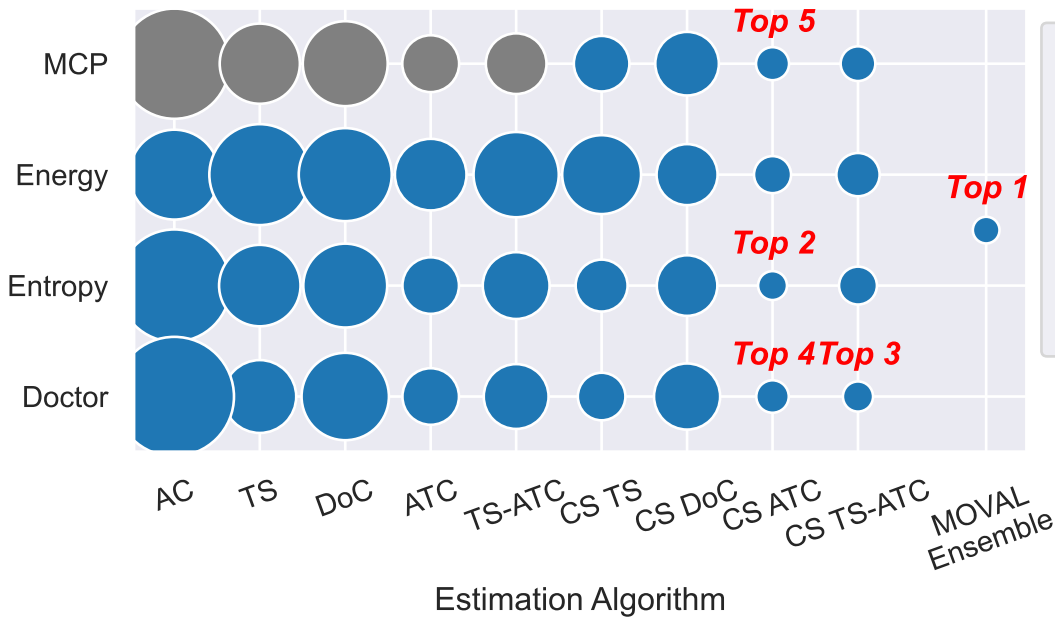 Top 5
MCP
Energy
Top 1
Top 2
Entropy
Top 4 Top 3
Doctor
AC TS DoC ATC TS-ATC CS TS CS DoC CS ATC CS TS-ATC MOVAL
Ensemble
Estimation Algorithm